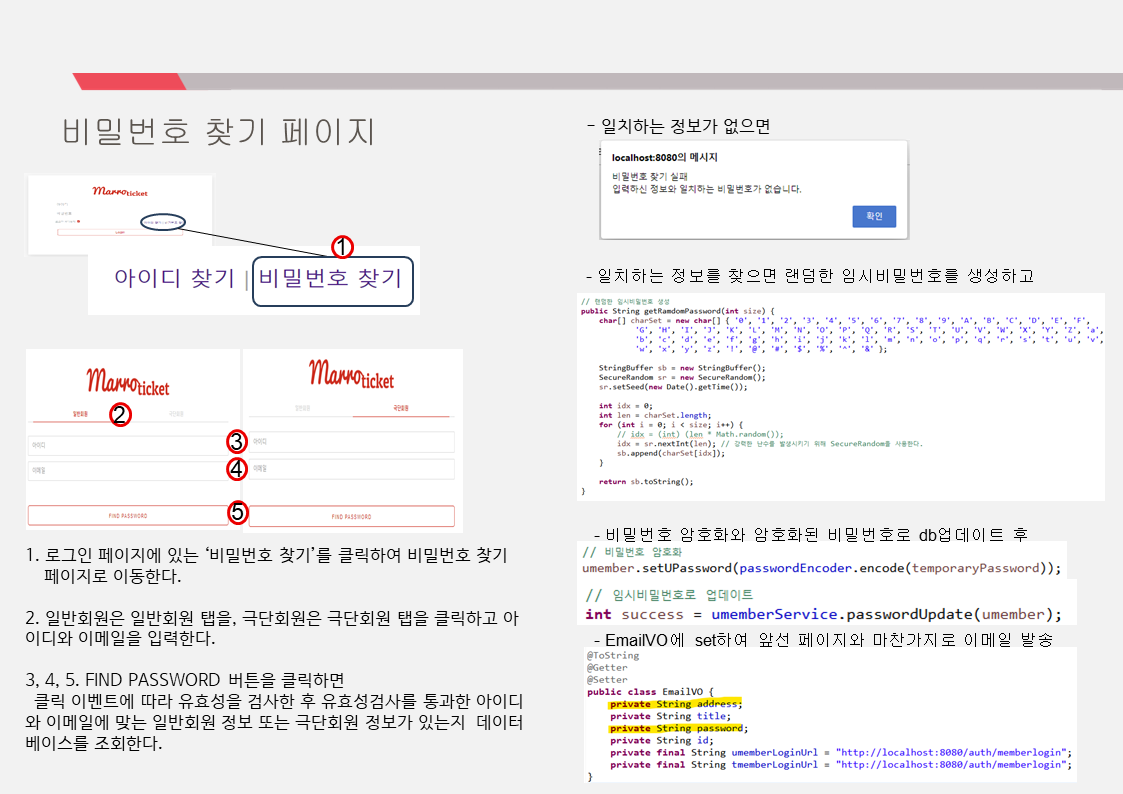 비밀번호 찾기 페이지
Marroticket
1
아이디 찾기 | 비밀번호 찾기
Marroticket
일반회원
2
극단회원
아이디
이메일
FIND PASSWORD
Marroticket
일반회원
극단회원
3
아이디
4
이메일
5
FIND PASSWORD
1. 로그인 페이지에 있는 ‘비밀번호 찾기’를 클릭하여 비밀번호 찾기
페이지로 이동한다.
2. 일반회원은 일반회원 탭을, 극단회원은 극단회원 탭을 클릭하고 아
이디와 이메일을 입력한다.
3, 4, 5. FIND PASSWORD 버튼을 클릭하면
클릭 이벤트에 따라 유효성을 검사한 후 유효성검사를 통과한 아이디
와 이메일에 맞는 일반회원 정보 또는 극단회원 정보가 있는지 데이터
베이스를 조회한다.
- 일치하는 정보가 없으면
localhost:8080의 메시지
비밀번호 찾기 실패
입력하신 정보와 일치하는 비밀번호가 없습니다.
확인
- 일치하는 정보를 찾으면 랜덤한 임시비밀번호를 생성하고
// 랜덤한 임시비밀번호 생성
public String getRamdomPassword(int size) {
char[] charSet = new char[] { '0', '1', '2', '3', '4', '5', '6', '7', '8', '9', 'A', 'B', 'C', 'D', 'E', 'F',
'G', 'H', 'I', 'J', 'K', 'L', 'M', 'N', 'O', 'P', 'Q', 'R', 'S', 'T', 'U', 'V', 'W', 'X', 'Y', 'Z', 'a',
'b', 'c', 'd', 'e', 'f', 'g', 'h', 'i', 'j', 'k', 'l', 'm', 'n', 'o', 'p', 'q', 'r', 's', 't', 'u', 'v',
'w', 'x', 'y', 'z', '!', '@', '#', '$', '%', '^', '&' };
StringBuffer sb = new StringBuffer();
SecureRandom sr = new SecureRandom();
sr.setSeed(new Date().getTime());
int idx = 0;
int len = charSet.length;
for (int i = 0; i < size; i++) {
// idx = (int) (len * Math.random());
idx = sr.nextInt(len); // 강력한 난수를 발생시키기 위해 SecureRandom을 사용한다.
sb.append(charSet[idx]);
}
return sb.toString();
}
- 비밀번호 암호화와 암호화된 비밀번호로 db업데이트 후
// 비밀번호 암호화
umember.setUPassword(passwordEncoder.encode(temporaryPassword));
// 임시비밀번호로 업데이트
int success = umemberService.passwordUpdate(umember);
- EmailVO에 set하여 앞선 페이지와 마찬가지로 이메일 발송
@ToString
@Getter
@Setter
public class EmailVO {
private String address;
private String title;
private String password;
private String id;
private final String umemberLoginUrl = "http://localhost:8080/auth/memberlogin";
private final String tmemberLoginUrl = "http://localhost:8080/auth/memberlogin";
}